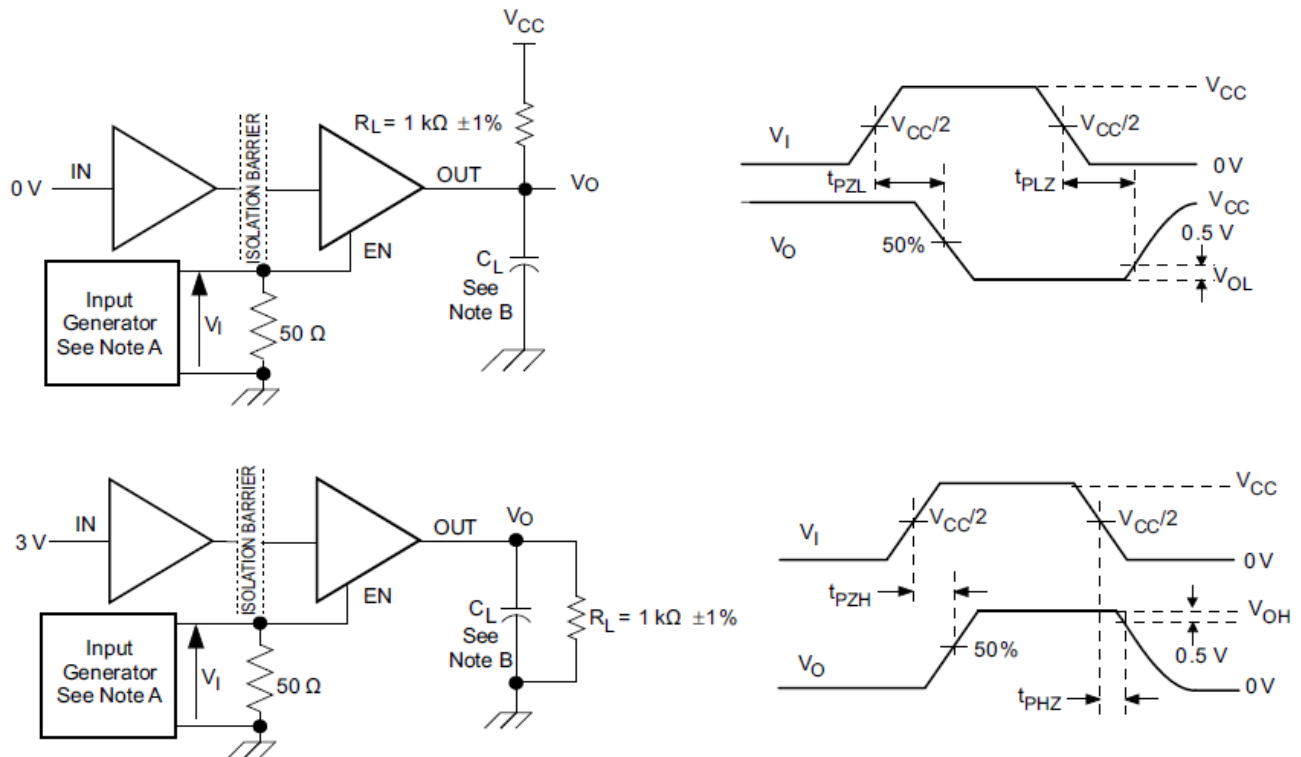 VCC
RL = 1 kΩ ±1%
IN
0 V
ISOLATION BARRIER
OUT
VO
EN
CL
See
Note B
Input
Generator
See Note A
VI
50 Ω
VCC
VCC/2
VCC/2
VI
0 V
tPZL
tPLZ
VCC
0.5 V
50%
VO
VOL
IN
3 V
ISOLATION BARRIER
OUT
VO
EN
CL
See
Note B
RL = 1 kΩ ±1%
Input
Generator
See Note A
VI
50 Ω
VCC
VCC/2
VCC/2
VI
0 V
tPZH
VOH
50%
0.5 V
VO
0 V
tPHZ